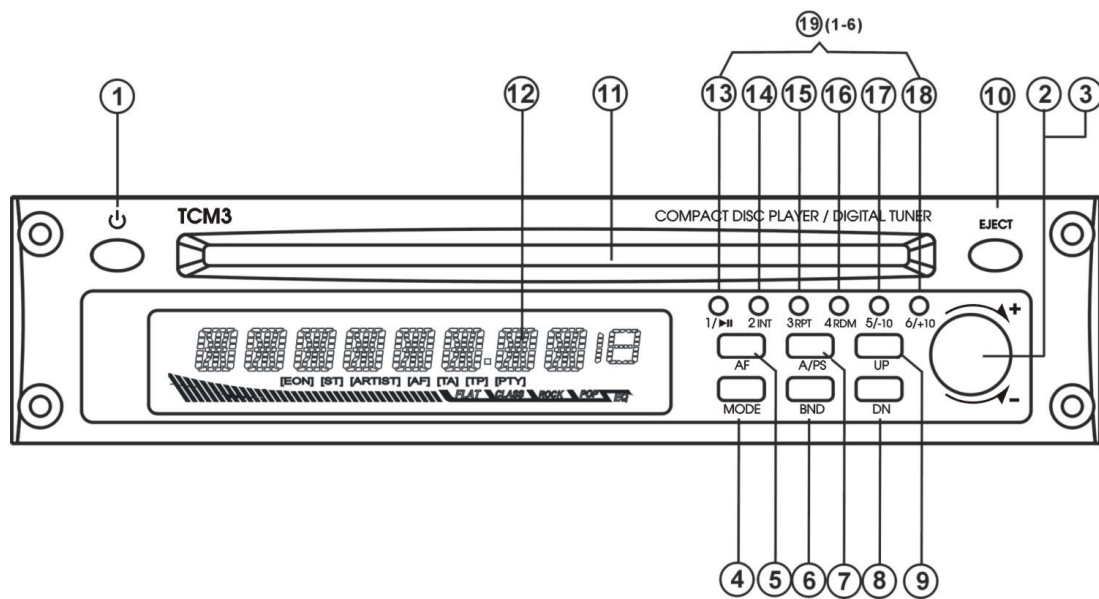 19 (1-6)
1 12 11 13 14 15 16 17 18 10 2 3
TCM3 COMPACT DISC PLAYER / DIGITAL TUNER EJECT
1/▶II 2 INT 3 RPT 4 RDM 5/-10 6/+10 +
AF A/PS UP
[EON] [ST] [ARTIST] [AF] [TA] [TP] [PTY]
FLAT CLASS ROCK POP EQ
MODE BND DN -
4 5 6 7 8 9